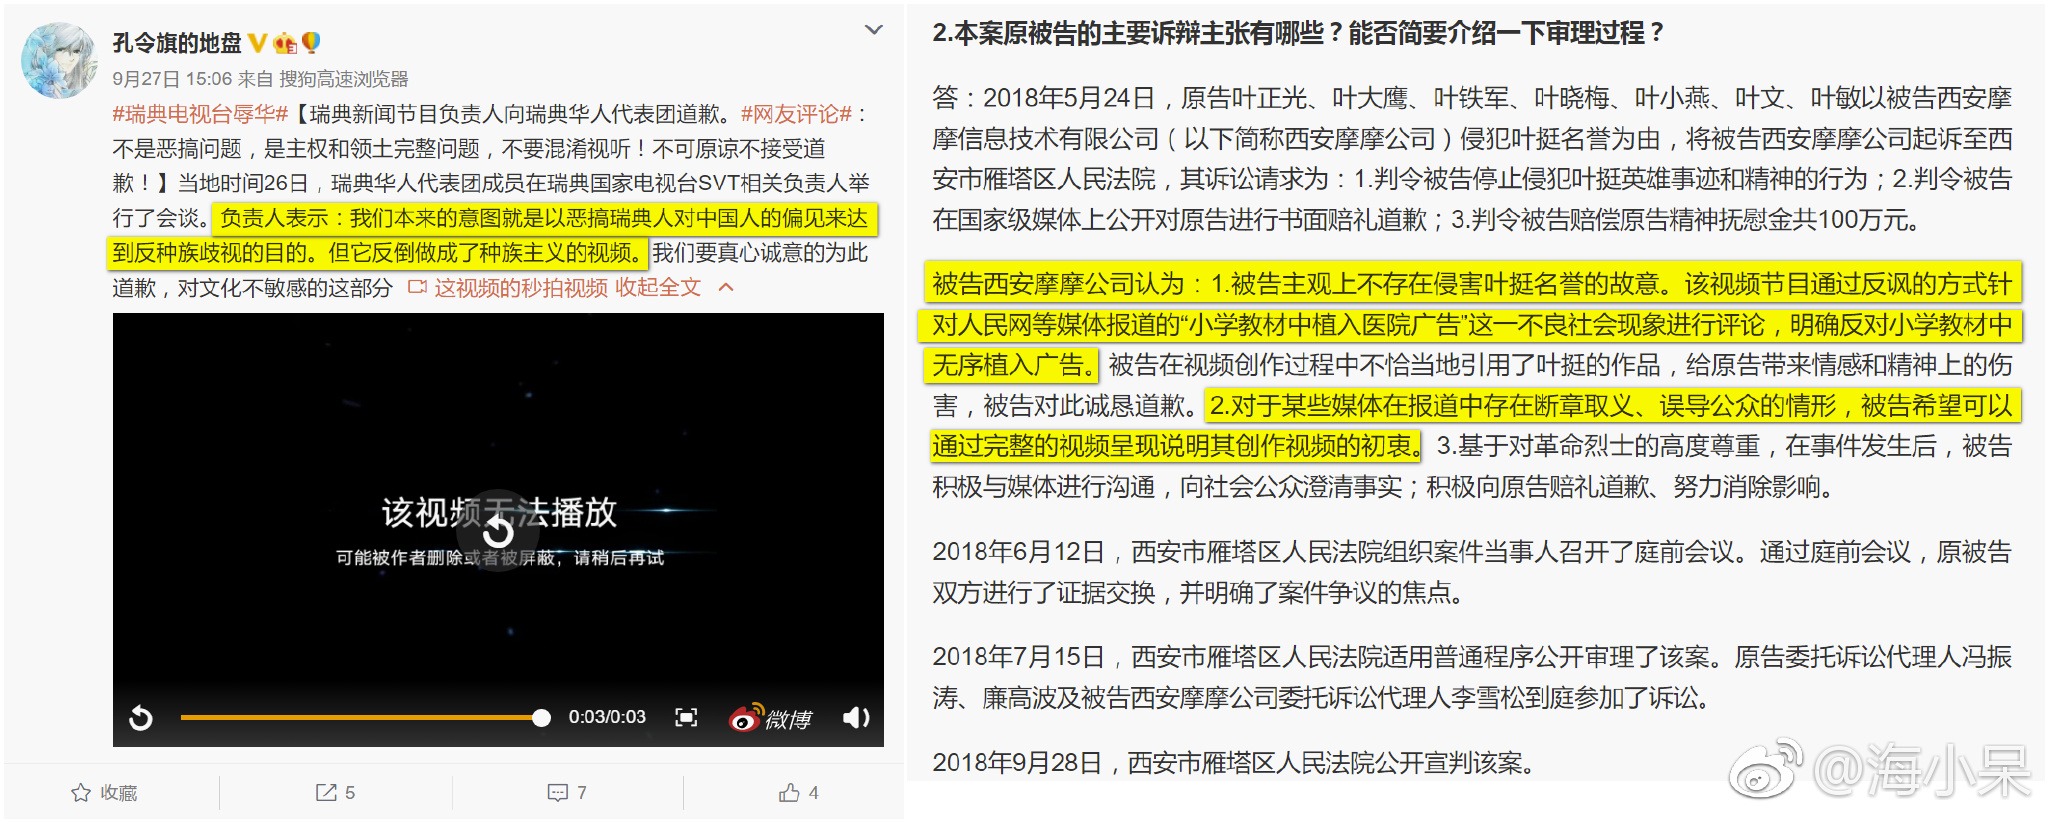 孔令旗的地盘
9月27日 15:06 来自 搜狗高速浏览器
#瑞典电视台辱华#【瑞典新闻节目负责人向瑞典华人代表团道歉。#网友评论#：
不是恶搞问题，是主权和领土完整问题，不要混淆视听！不可原谅不接受道
歉！】当地时间26日，瑞典华人代表团成员在瑞典国家电视台SVT相关负责人举
行了会谈。负责人表示：我们本来的意图就是以恶搞瑞典人对中国人的偏见来达
到反种族歧视的目的。但它反倒做成了种族主义的视频。我们要真心诚意的为此
道歉，对文化不敏感的这部分 这视频的秒拍视频 收起全文
该视频无法播放
可能被作者删除或者被屏蔽，请稍后再试
0:03/0:03
微博
收藏
5
7
4
2.本案原被告的主要诉辩主张有哪些？能否简要介绍一下审理过程？
答：2018年5月24日，原告叶正光、叶大鹰、叶铁军、叶晓梅、叶小燕、叶文、叶敏以被告西安摩
摩信息技术有限公司（以下简称西安摩摩公司）侵犯叶挺名誉为由，将被告西安摩摩公司起诉至西
安市雁塔区人民法院，其诉讼请求为：1.判令被告停止侵犯叶挺英雄事迹和精神的行为；2.判令被告
在国家级媒体上公开对原告进行书面赔礼道歉；3.判令被告赔偿原告精神抚慰金共100万元。
被告西安摩摩公司认为：1.被告主观上不存在侵害叶挺名誉的故意。该视频节目通过反讽的方式针
对人民网等媒体报道的“小学教材中植入医院广告”这一不良社会现象进行评论，明确反对小学教材中
无序植入广告。被告在视频创作过程中不恰当地引用了叶挺的作品，给原告带来情感和精神上的伤
害，被告对此诚恳道歉。2.对于某些媒体在报道中存在断章取义、误导公众的情形，被告希望可以
通过完整的视频呈现说明其创作视频的初衷。3.基于对革命烈士的高度尊重，在事件发生后，被告
积极与媒体进行沟通，向社会公众澄清事实；积极向原告赔礼道歉、努力消除影响。
2018年6月12日，西安市雁塔区人民法院组织案件当事人召开了庭前会议。通过庭前会议，原被告
双方进行了证据交换，并明确了案件争议的焦点。
2018年7月15日，西安市雁塔区人民法院适用普通程序公开审理了该案。原告委托诉讼代理人冯振
涛、廉高波及被告西安摩摩公司委托诉讼代理人李雪松到庭参加了诉讼。
2018年9月28日，西安市雁塔区人民法院公开宣判该案。
@海小呆